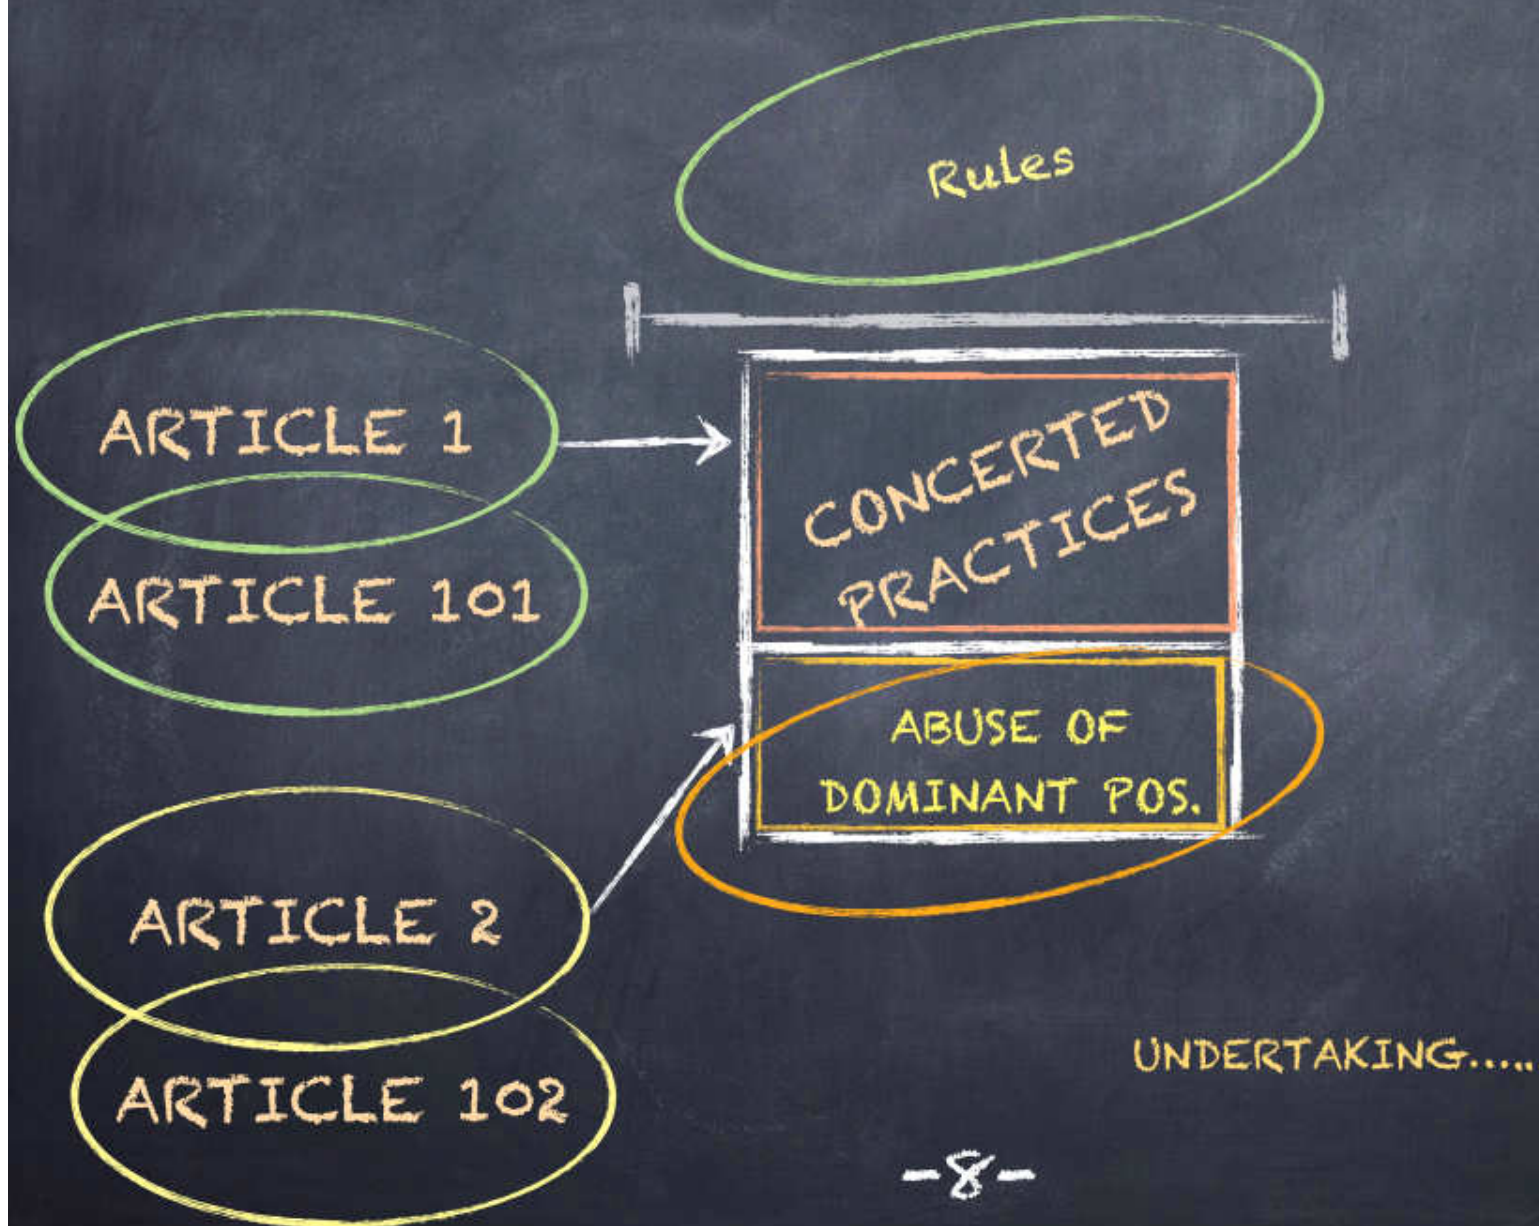 Rules
ARTICLE 1
ARTICLE 101
CONCERTED
PRACTICES
ABUSE OF
DOMINANT POS.
ARTICLE 2
ARTICLE 102
UNDERTAKING.....
-8-